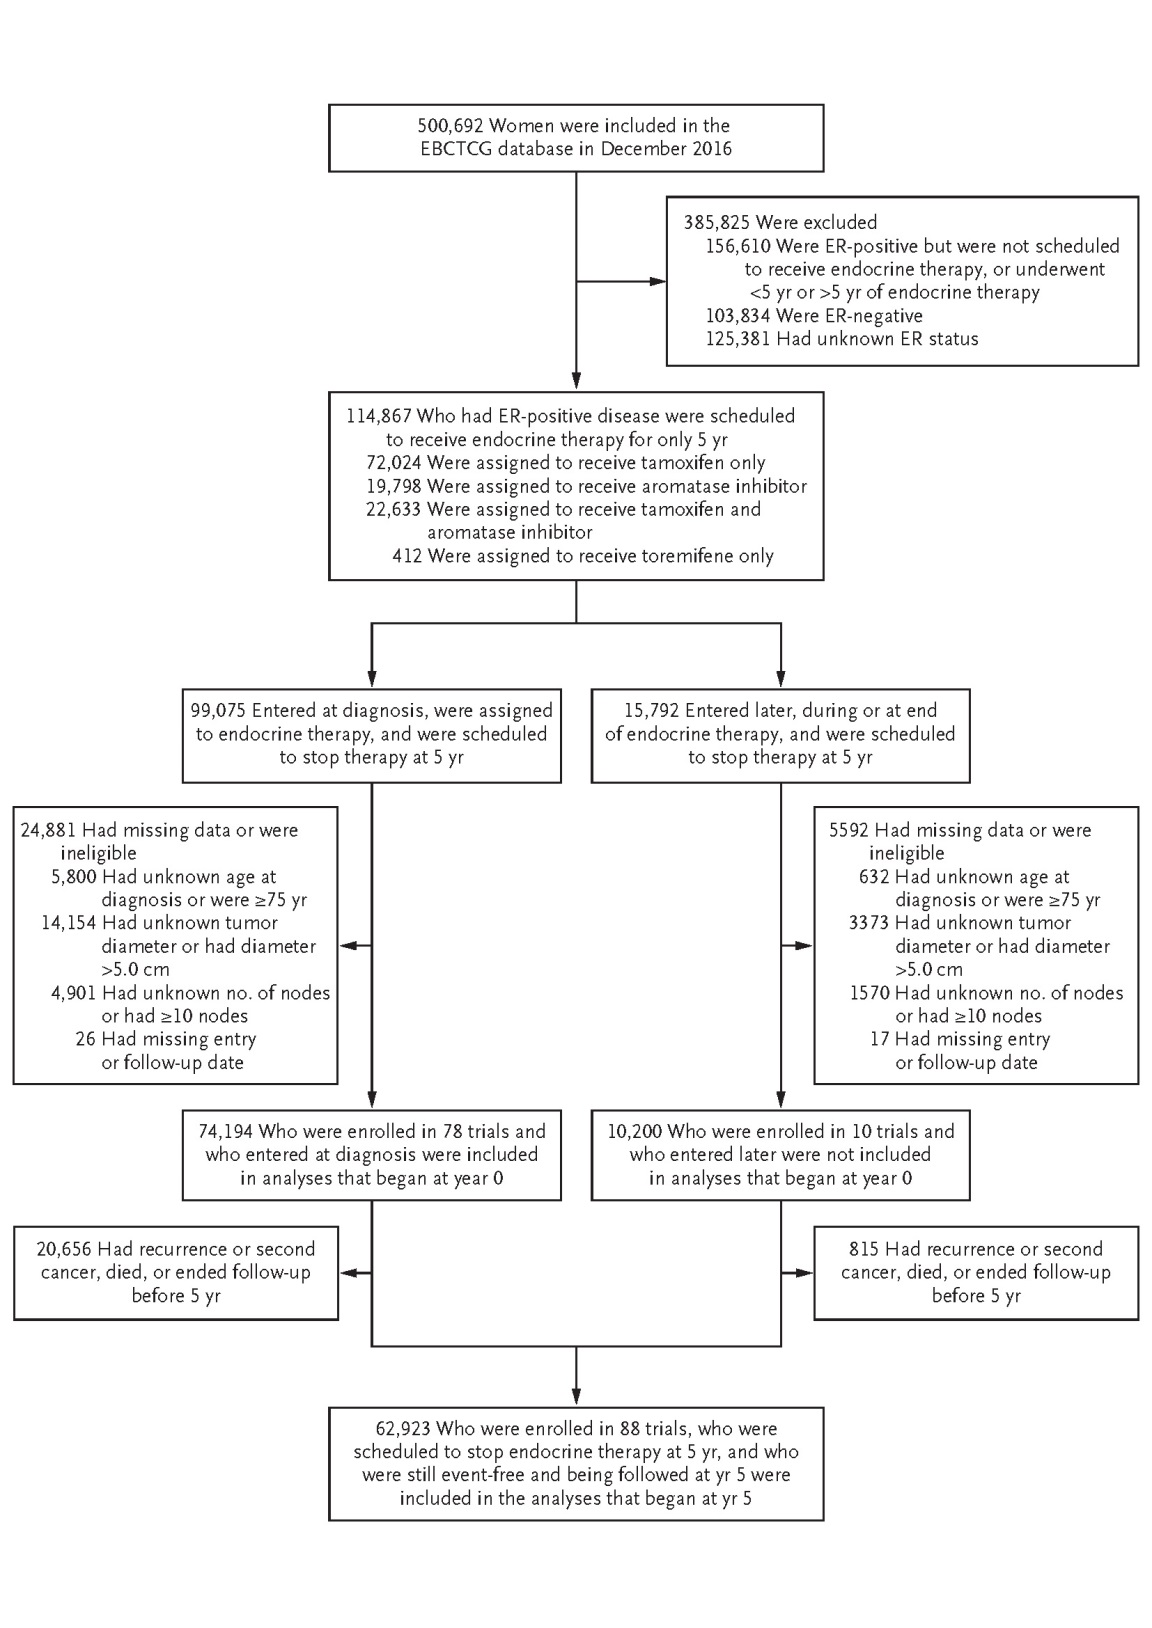 500,692 Women were included in the
EBCTCG database in December 2016
385,825 Were excluded
156,610 Were ER-positive but were not scheduled
to receive endocrine therapy, or underwent
<5 yr or >5 yr of endocrine therapy
103,834 Were ER-negative
125,381 Had unknown ER status
114,867 Who had ER-positive disease were scheduled
to receive endocrine therapy for only 5 yr
72,024 Were assigned to receive tamoxifen only
19,798 Were assigned to receive aromatase inhibitor
22,633 Were assigned to receive tamoxifen and
aromatase inhibitor
412 Were assigned to receive toremifene only
99,075 Entered at diagnosis, were assigned
to endocrine therapy, and were scheduled
to stop therapy at 5 yr
15,792 Entered later, during or at end
of endocrine therapy, and were scheduled
to stop therapy at 5 yr
24,881 Had missing data or were
ineligible
5,800 Had unknown age at
diagnosis or were ≥75 yr
14,154 Had unknown tumor
diameter or had diameter
>5.0 cm
4,901 Had unknown no. of nodes
or had ≥10 nodes
26 Had missing entry
or follow-up date
5592 Had missing data or were
ineligible
632 Had unknown age at
diagnosis or were ≥75 yr
3373 Had unknown tumor
diameter or had diameter
>5.0 cm
1570 Had unknown no. of nodes
or had ≥10 nodes
17 Had missing entry
or follow-up date
74,194 Who were enrolled in 78 trials and
who entered at diagnosis were included
in analyses that began at year 0
10,200 Who were enrolled in 10 trials and
who entered later were not included
in analyses that began at year 0
20,656 Had recurrence or second
cancer, died, or ended follow-up
before 5 yr
815 Had recurrence or second
cancer, died, or ended follow-up
before 5 yr
62,923 Who were enrolled in 88 trials, who were
scheduled to stop endocrine therapy at 5 yr, and who
were still event-free and being followed at yr 5 were
included in the analyses that began at yr 5